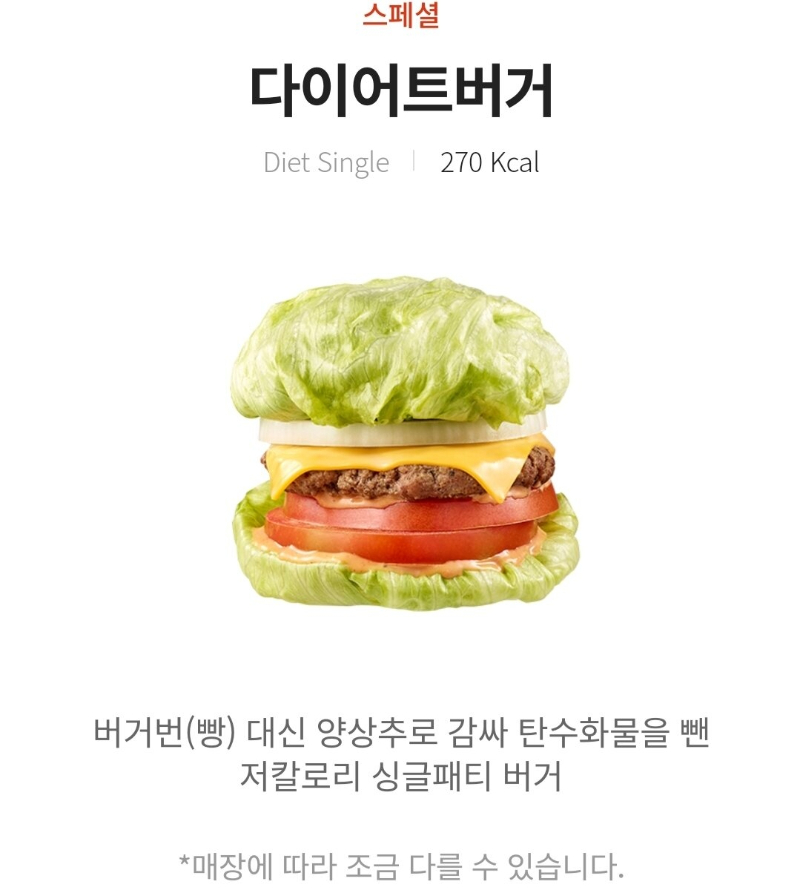 스페셜
다이어트버거
Diet Single | 270 Kcal
버거번(빵) 대신 양상추로 감싸 탄수화물을 뺀
저칼로리 싱글패티 버거
*매장에 따라 조금 다를 수 있습니다.